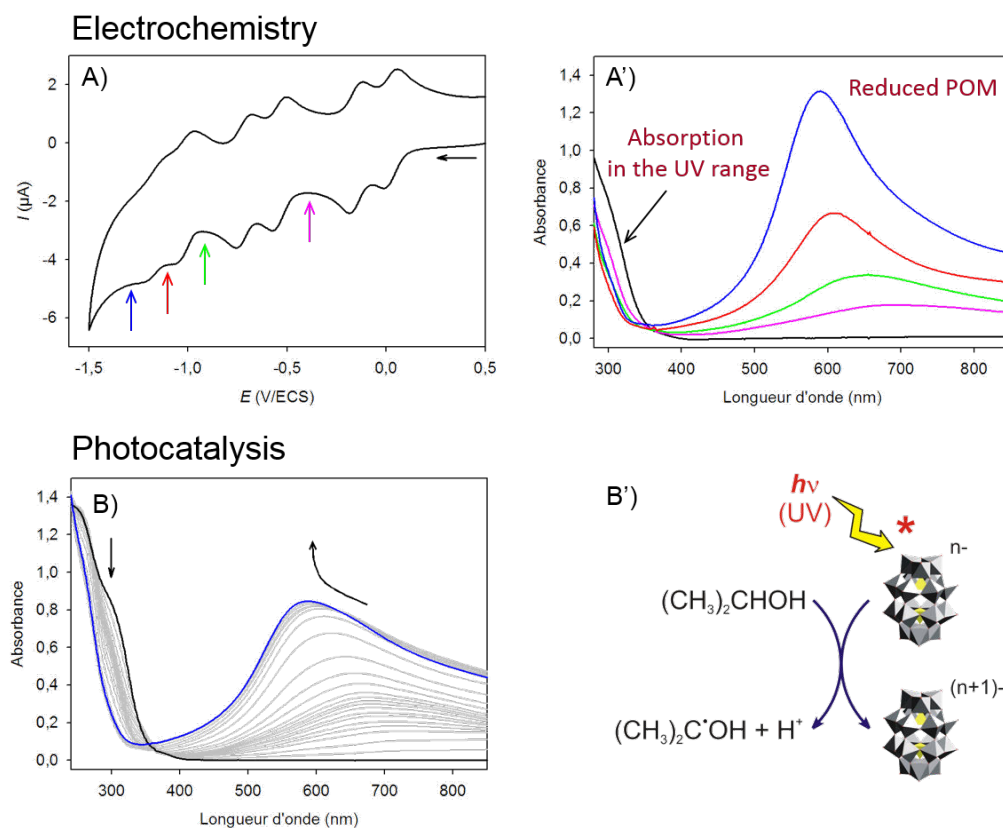 Electrochemistry
A)
2
0
-2
-4
-6
I (µA)
-1,5
-1,0
-0,5
0,0
0,5
E (V/ECS)
A')
Reduced POM
Absorption
in the UV range
1,4
1,2
1,0
0,8
0,6
0,4
0,2
0,0
Absorbance
300
400
500
600
700
800
Longueur d'onde (nm)
Photocatalysis
B)
1,4
1,2
1,0
0,8
0,6
0,4
0,2
0,0
Absorbance
300
400
500
600
700
800
Longueur d'onde (nm)
B')
hν
(UV)
*
n-
(CH₃)₂CHOH
(n+1)-
(CH₃)₂C•OH + H⁺